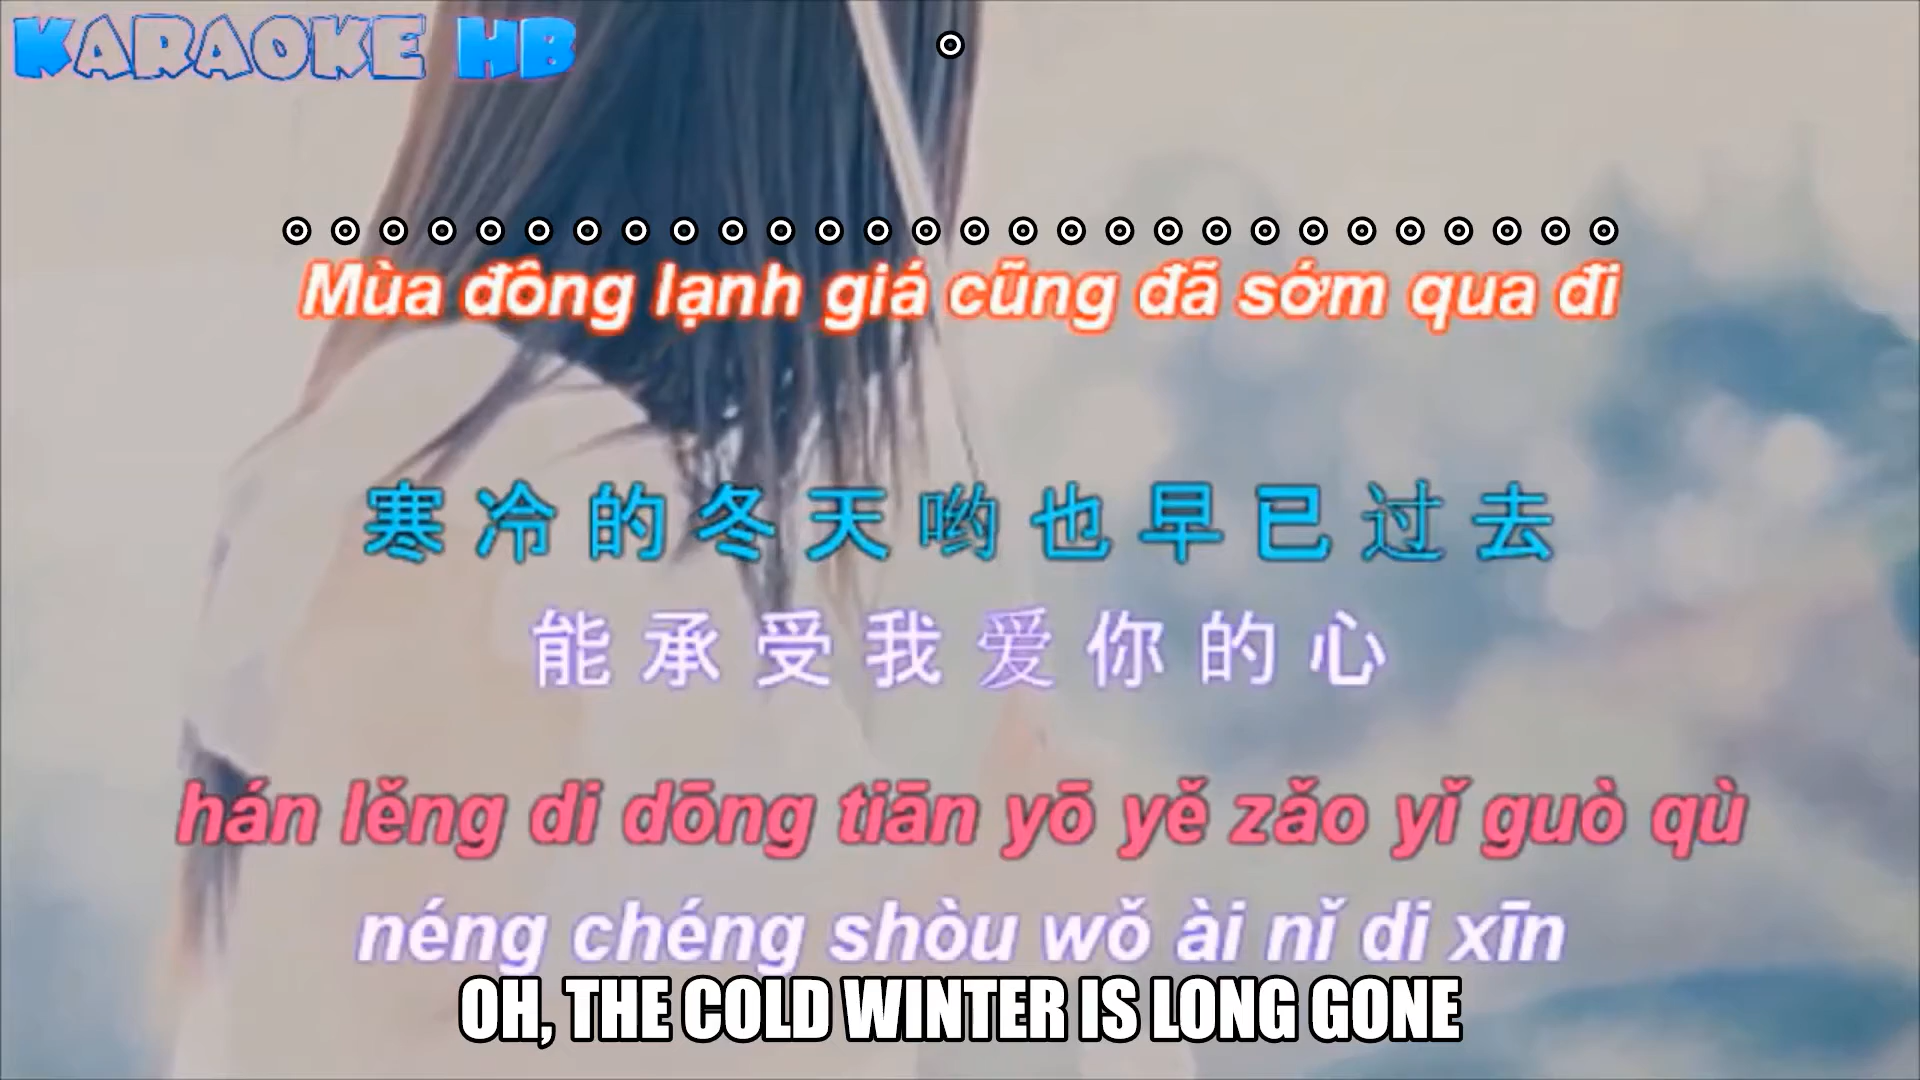 KARAOKE HB
Mùa đông lạnh giá cũng đã sớm qua đi
寒冷的冬天哟也早已过去
能承受我爱你的心
hán lěng di dōng tiān yō yě zǎo yǐ guò qù
néng chéng shòu wǒ ài nǐ di xīn
OH, THE COLD WINTER IS LONG GONE